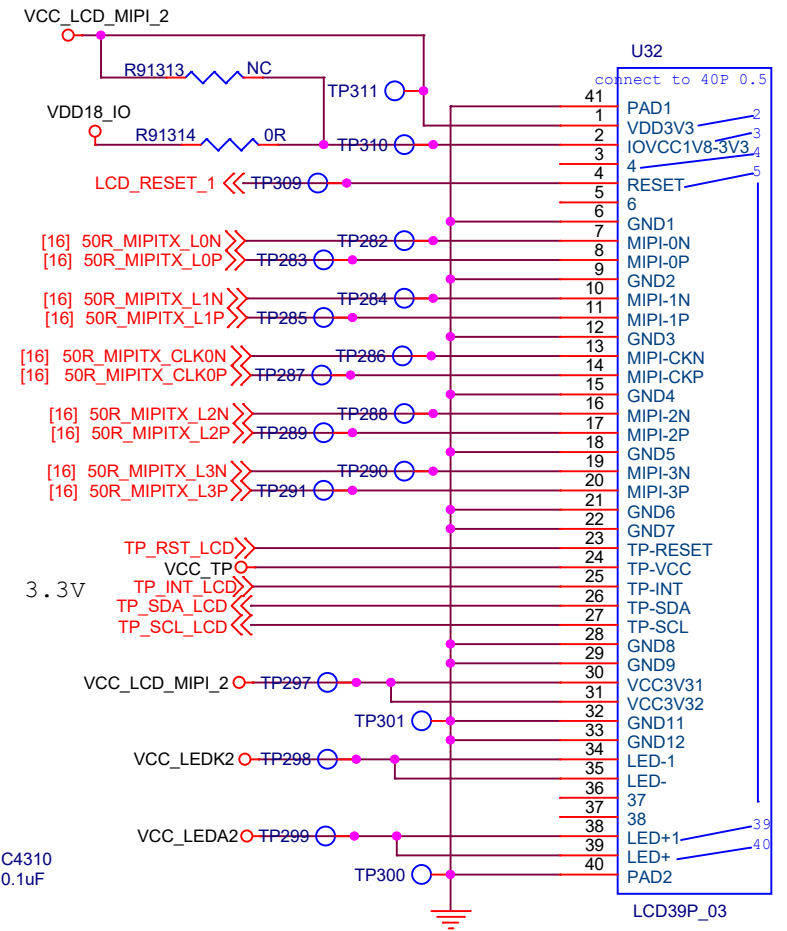 VCC_LCD_MIPI_2
U32
R91313 NC
connect to 40P 0.5
TP311
41 PAD1
VDD18_IO
1 VDD3V3 2
R91314 0R
TP310
2 IOVCC1V8-3V3 3
3 4 4
LCD_RESET_1 TP309 4 RESET 5
5 6
6 GND1
[16] 50R_MIPITX_L0N TP282 7 MIPI-0N
[16] 50R_MIPITX_L0P TP283 8 MIPI-0P
9 GND2
[16] 50R_MIPITX_L1N TP284 10 MIPI-1N
[16] 50R_MIPITX_L1P TP285 11 MIPI-1P
12 GND3
[16] 50R_MIPITX_CLK0N TP286 13 MIPI-CKN
[16] 50R_MIPITX_CLK0P TP287 14 MIPI-CKP
15 GND4
[16] 50R_MIPITX_L2N TP288 16 MIPI-2N
[16] 50R_MIPITX_L2P TP289 17 MIPI-2P
18 GND5
[16] 50R_MIPITX_L3N TP290 19 MIPI-3N
[16] 50R_MIPITX_L3P TP291 20 MIPI-3P
21 GND6
22 GND7
TP_RST_LCD 23 TP-RESET
VCC_TP 24 TP-VCC
3.3V
TP_INT_LCD 25 TP-INT
TP_SDA_LCD 26 TP-SDA
TP_SCL_LCD 27 TP-SCL
28 GND8
29 GND9
VCC_LCD_MIPI_2 TP297 30 VCC3V31
31 VCC3V32
TP301 32 GND11
33 GND12
VCC_LEDK2 TP298 34 LED-1
35 LED-
36 37
37 38
VCC_LEDA2 TP299 38 LED+1 39
39 LED+ 40
C4310
0.1uF
TP300 40 PAD2
LCD39P_03